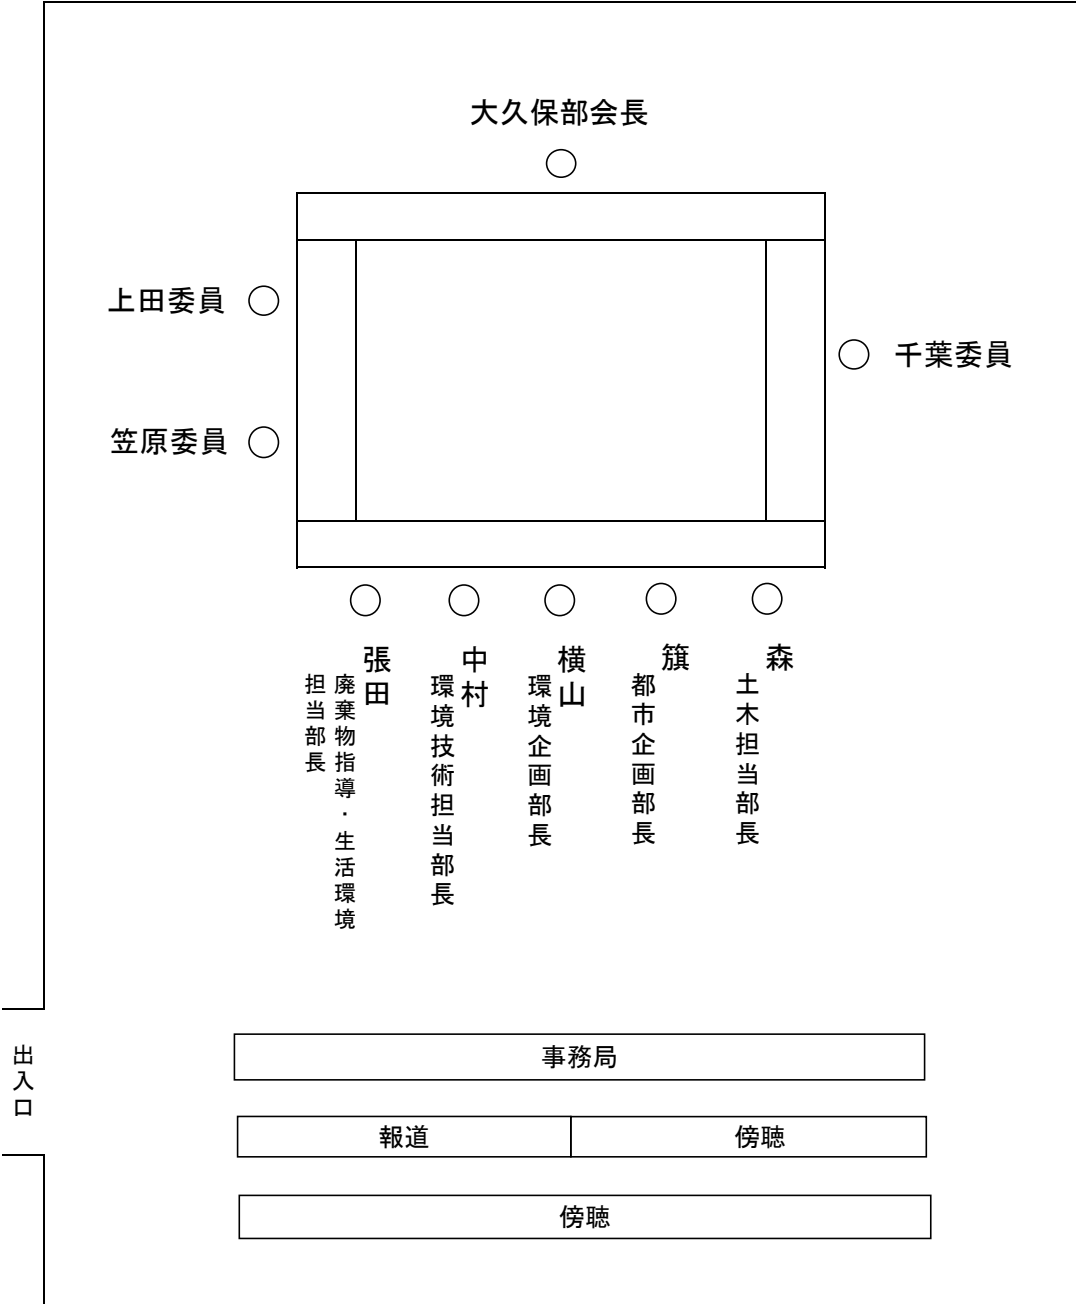 大久保部会長
上田委員
千葉委員
笠原委員
張田
廃棄物指導・生活環境
担当部長
中村
環境技術担当部長
横山
環境企画部長
籏
都市企画部長
森
土木担当部長
出入口
事務局
報道
傍聴
傍聴